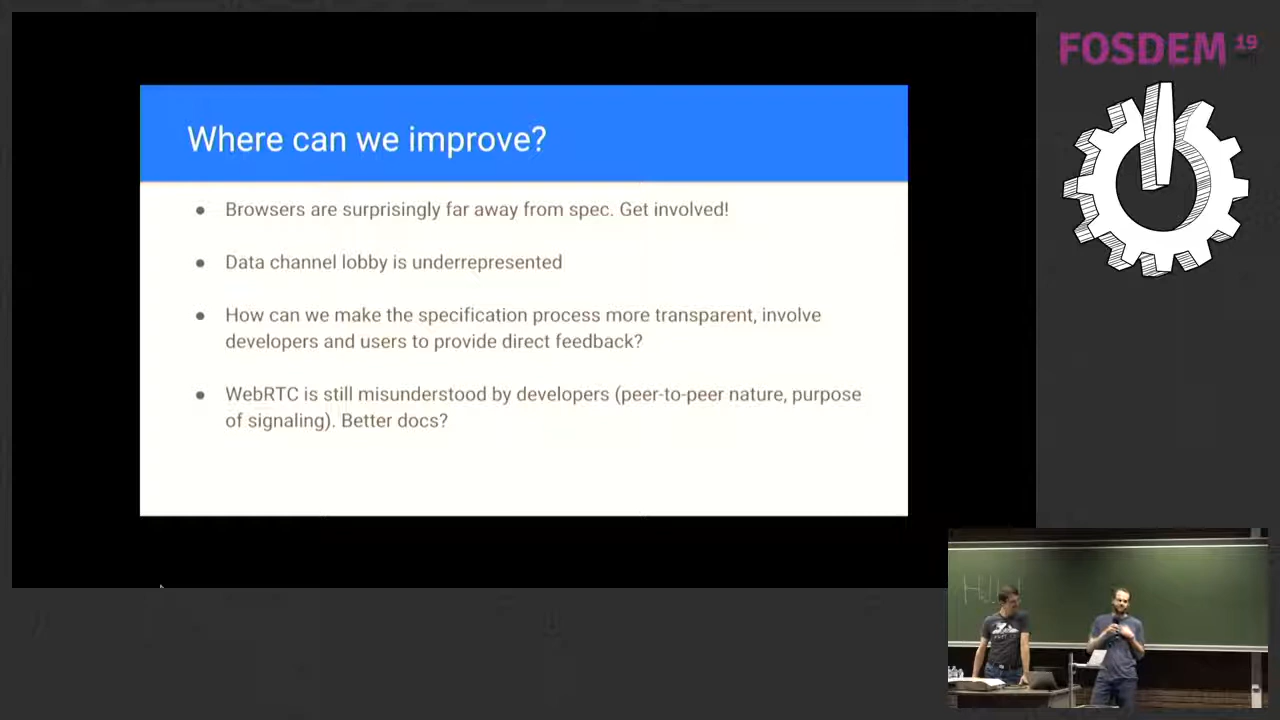 FOSDEM 19
Where can we improve?
● Browsers are surprisingly far away from spec. Get involved!
● Data channel lobby is underrepresented
● How can we make the specification process more transparent, involve
developers and users to provide direct feedback?
● WebRTC is still misunderstood by developers (peer-to-peer nature, purpose
of signaling). Better docs?